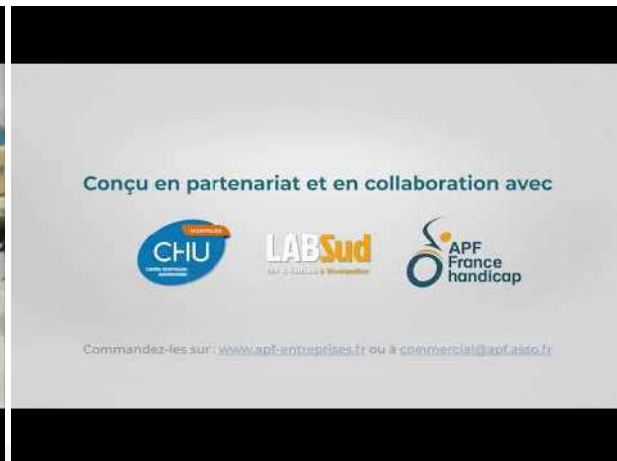 Conçu en partenariat et en collaboration avec
MONTPELLIER
CHU
LABSud
APF
France
handicap
Commandez-les sur : www.apf-entreprises.fr ou à commercial@apf.asso.fr